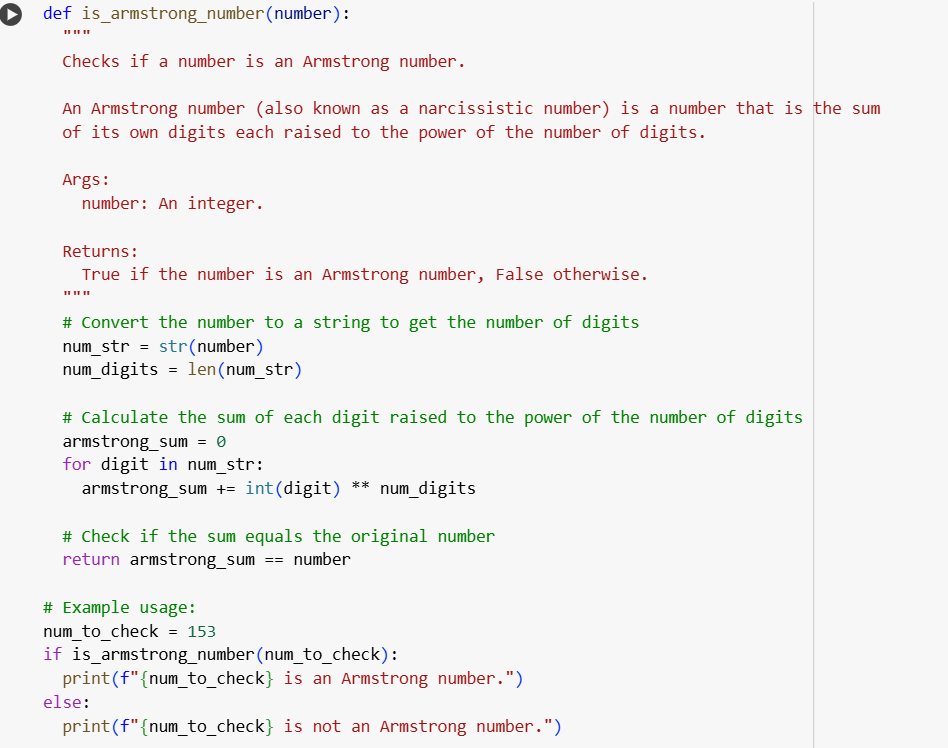 def is_armstrong_number(number):
  """
  Checks if a number is an Armstrong number.

  An Armstrong number (also known as a narcissistic number) is a number that is the sum
  of its own digits each raised to the power of the number of digits.

  Args:
    number: An integer.

  Returns:
    True if the number is an Armstrong number, False otherwise.
  """
  # Convert the number to a string to get the number of digits
  num_str = str(number)
  num_digits = len(num_str)

  # Calculate the sum of each digit raised to the power of the number of digits
  armstrong_sum = 0
  for digit in num_str:
    armstrong_sum += int(digit) ** num_digits

  # Check if the sum equals the original number
  return armstrong_sum == number

# Example usage:
num_to_check = 153
if is_armstrong_number(num_to_check):
  print(f"{num_to_check} is an Armstrong number.")
else:
  print(f"{num_to_check} is not an Armstrong number.")